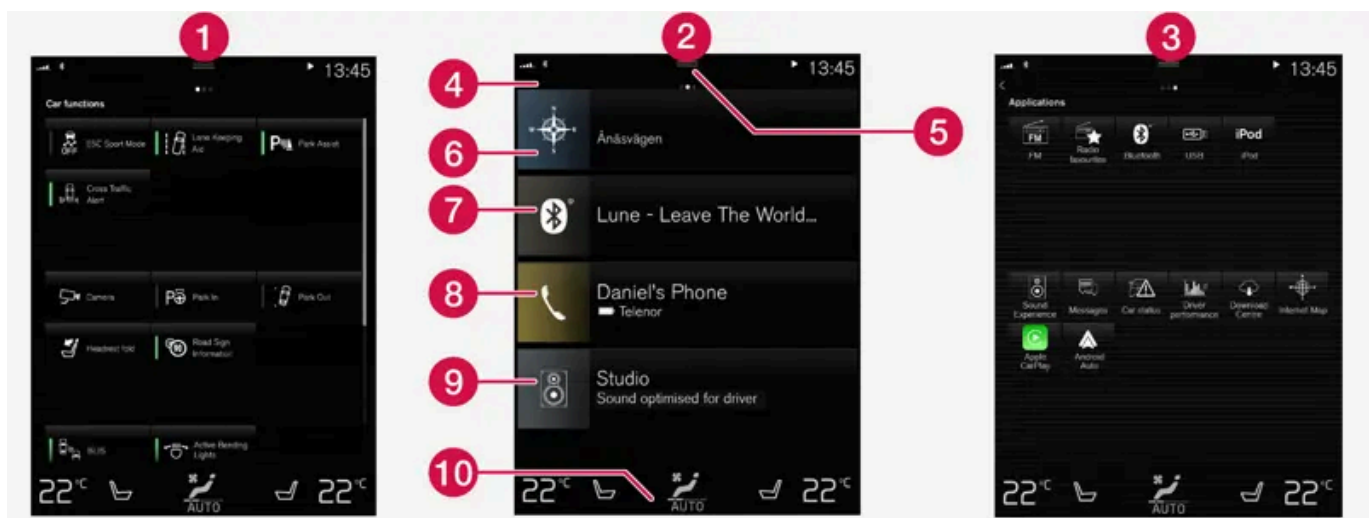 1
13:45
Car functions
OFF
ESC Sport Mode
Lane Keeping
Aid
Park Assist
Cross Traffic
Alert
Camera
Park In
Park Out
Headrest fold
Road Sign
Information
BLIS
Active Bending
Lights
22°C
AUTO
22°C
2
4
13:45
5
6
Änäsvägen
7
Lune - Leave The World...
8
Daniel's Phone
Telenor
9
Studio
Sound optimised for driver
10
22°C
AUTO
22°C
3
13:45
Applications
FM
FM
Radio
favourites
Bluetooth
USB
iPod
iPod
Sound
Experience
Messages
Car status
Driver
performance
Download
Centre
Internet Map
Apple
CarPlay
Android
Auto
22°C
AUTO
22°C